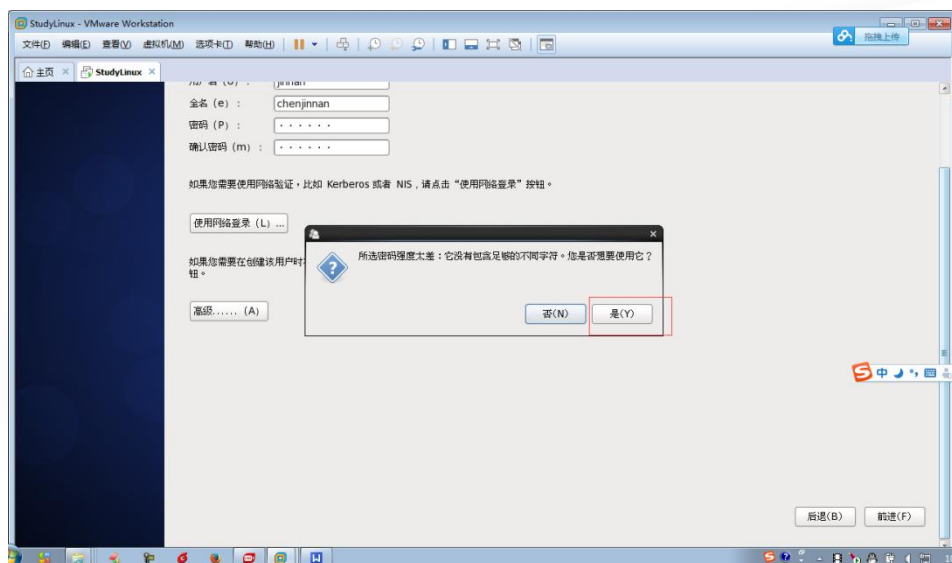 StudyLinux - VMware Workstation
文件(F) 编辑(E) 查看(V) 虚拟机(M) 选项卡(T) 帮助(H)
拖拽上传
主页 × StudyLinux ×
jinnan
全名 (e) : chenjinnan
密码 (P) : ······
确认密码 (m) : ······
如果您需要使用网络验证,比如 Kerberos 或者 NIS,请点击“使用网络登录”按钮。
使用网络登录 (L) ...
所选密码强度太差:它没有包含足够的不同字符。您是否想要使用它?
如果您需要在创建该用户时
钮。
否(N) 是(Y)
高级...... (A)
中
后退(B) 前进(F)